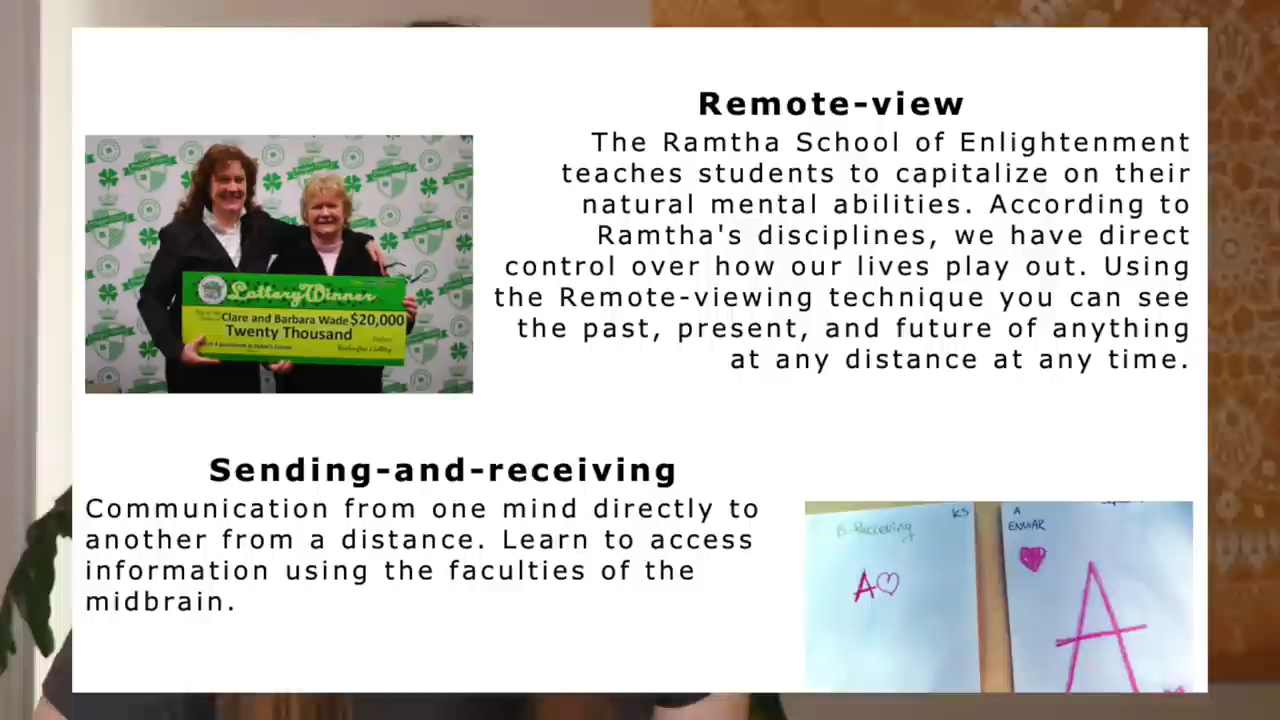 Remote-view
The Ramtha School of Enlightenment
teaches students to capitalize on their
natural mental abilities. According to
Ramtha's disciplines, we have direct
control over how our lives play out. Using
the Remote-viewing technique you can see
the past, present, and future of anything
at any distance at any time.
Lottery Winner
Clare and Barbara Wade $20,000
Twenty Thousand
Sending-and-receiving
Communication from one mind directly to
another from a distance. Learn to access
information using the faculties of the
midbrain.
KS
B-Receiving
A
A
A